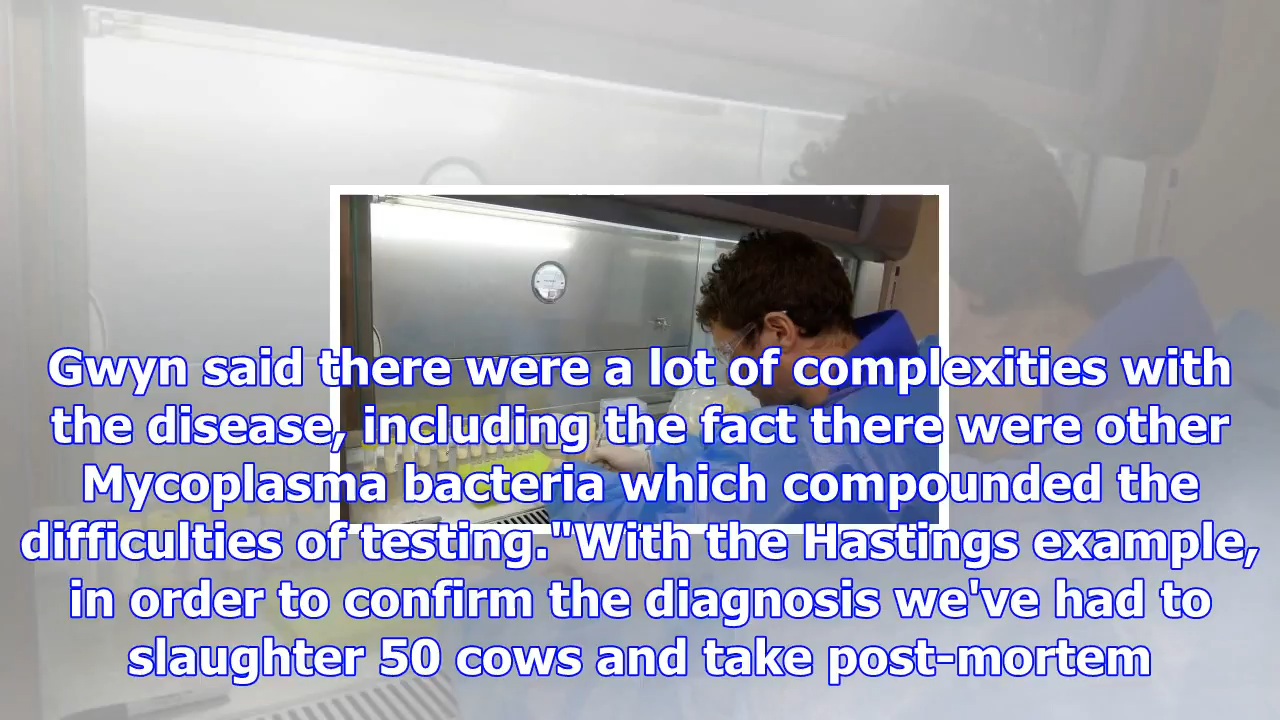 Gwyn said there were a lot of complexities with
the disease, including the fact there were other
Mycoplasma bacteria which compounded the
difficulties of testing."With the Hastings example,
in order to confirm the diagnosis we've had to
slaughter 50 cows and take post-mortem